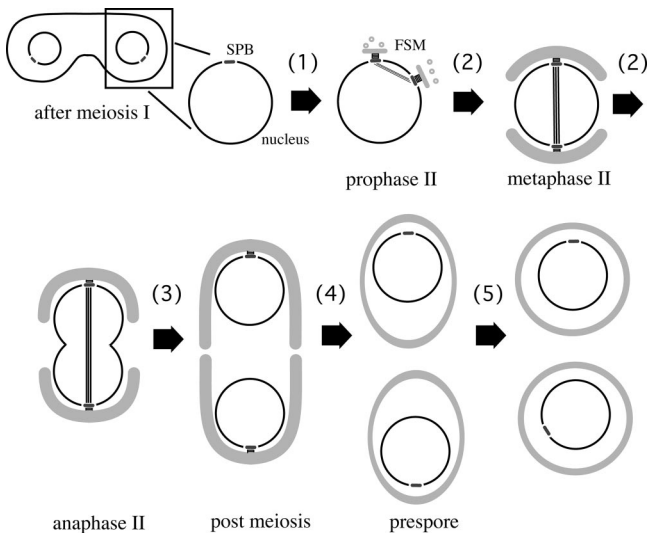 SPB
(1)
FSM
(2)
(2)
after meiosis I
nucleus
prophase II
metaphase II
(3)
(4)
(5)
anaphase II
post meiosis
prespore